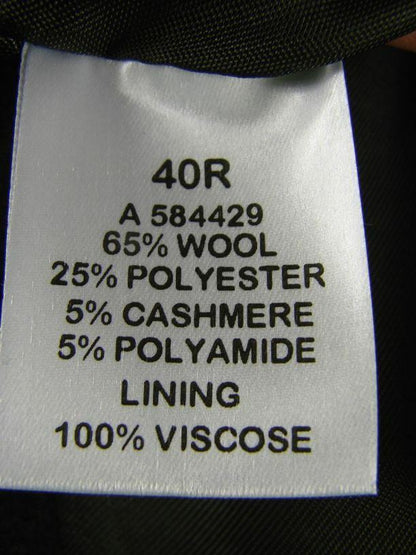 40R
A 584429
65% WOOL
25% POLYESTER
5% CASHMERE
5% POLYAMIDE
LINING
100% VISCOSE